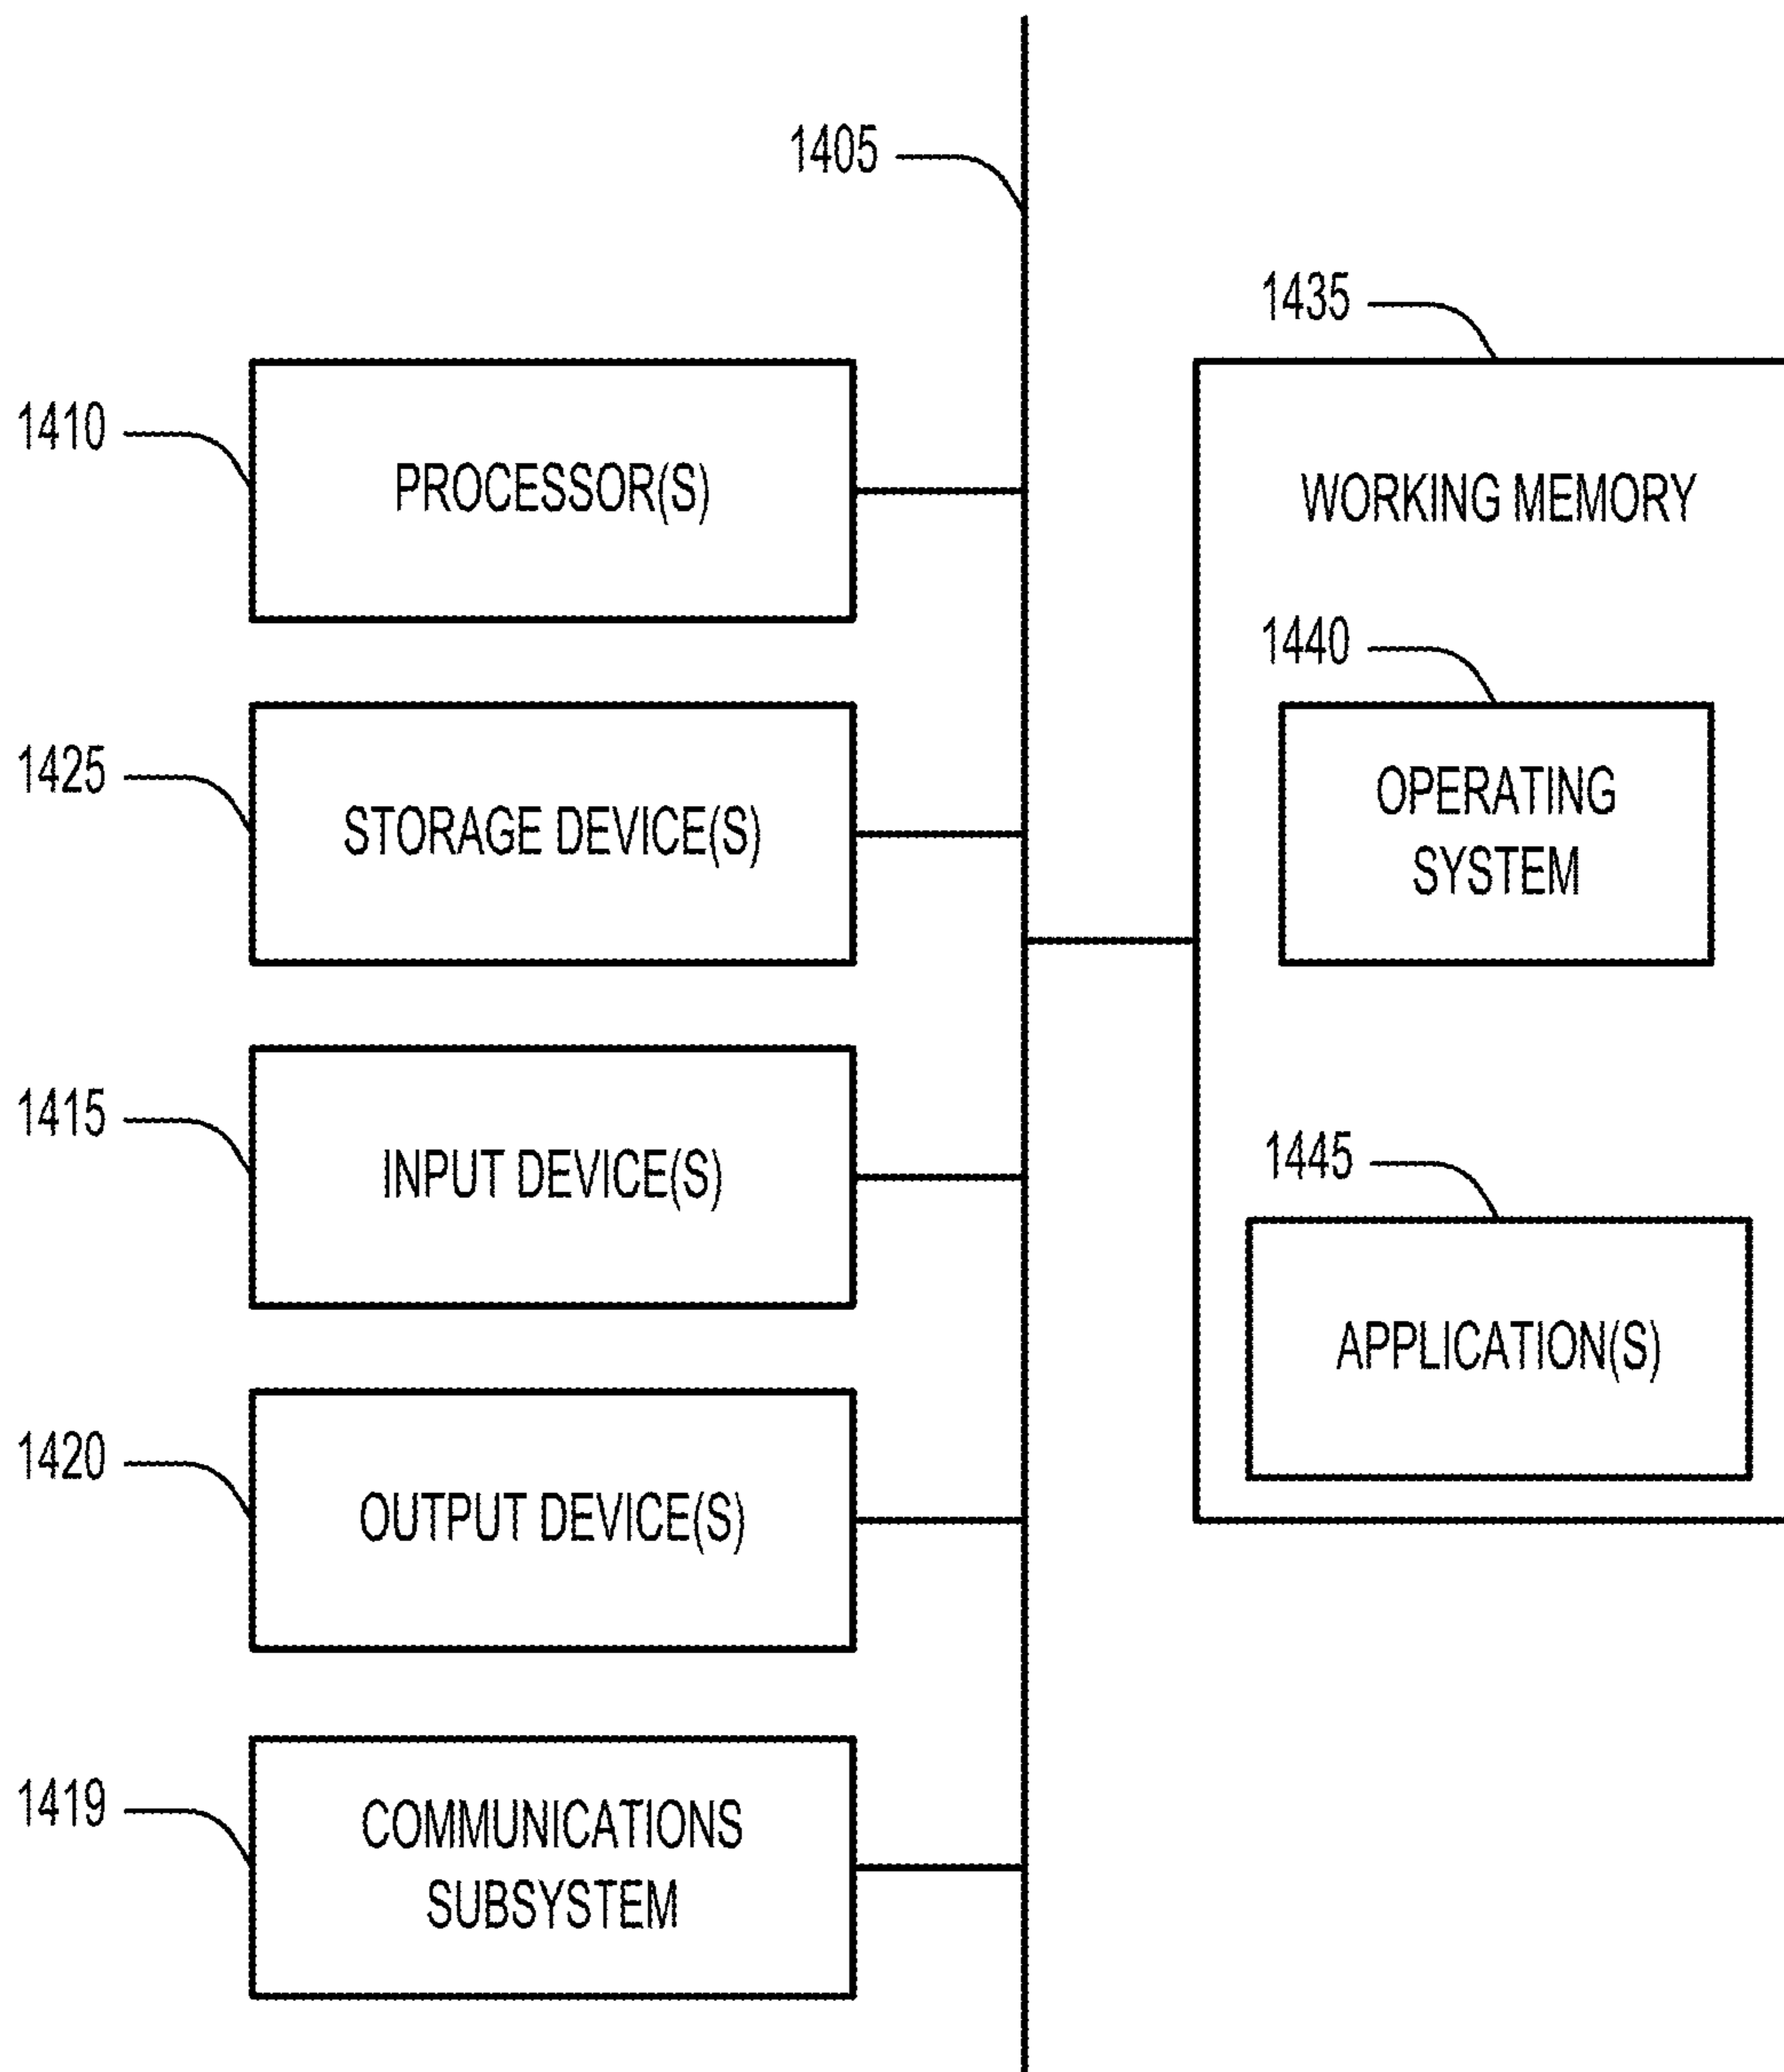 1405
1435
1410
PROCESSOR(S)
WORKING MEMORY
1440
1425
STORAGE DEVICE(S)
OPERATING
SYSTEM
1415
INPUT DEVICE(S)
1445
APPLICATION(S)
1420
OUTPUT DEVICE(S)
1419
COMMUNICATIONS
SUBSYSTEM